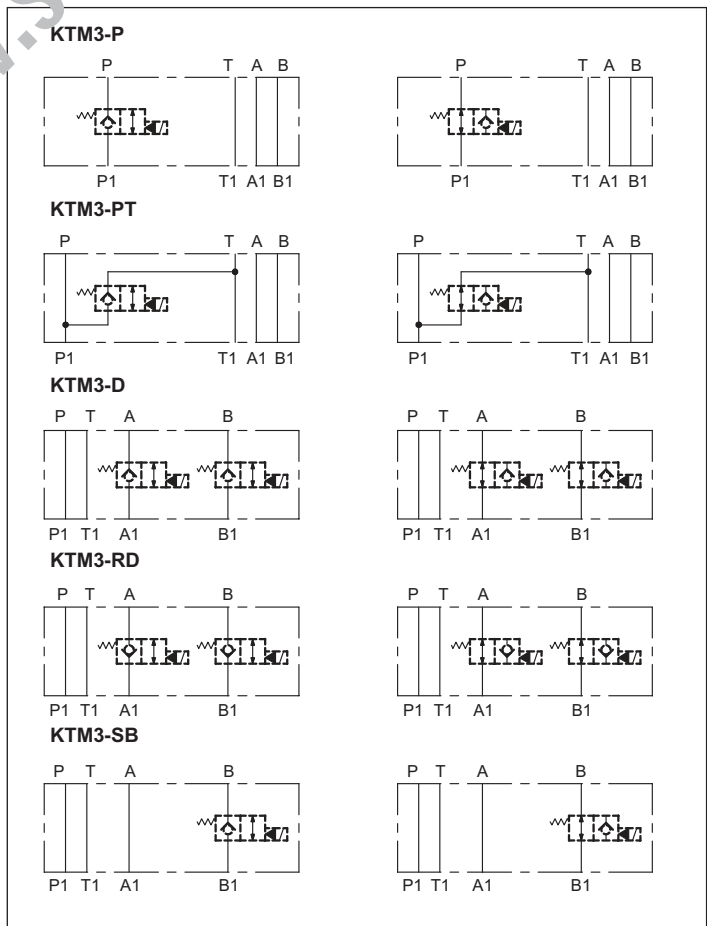 KTM3-P
P T A B P T A B
P1 T1 A1 B1 P1 T1 A1 B1
KTM3-PT
P T A B P T A B
P1 T1 A1 B1 P1 T1 A1 B1
KTM3-D
P T A B P T A B
P1 T1 A1 B1 P1 T1 A1 B1
KTM3-RD
P T A B P T A B
P1 T1 A1 B1 P1 T1 A1 B1
KTM3-SB
P T A B P T A B
P1 T1 A1 B1 P1 T1 A1 B1